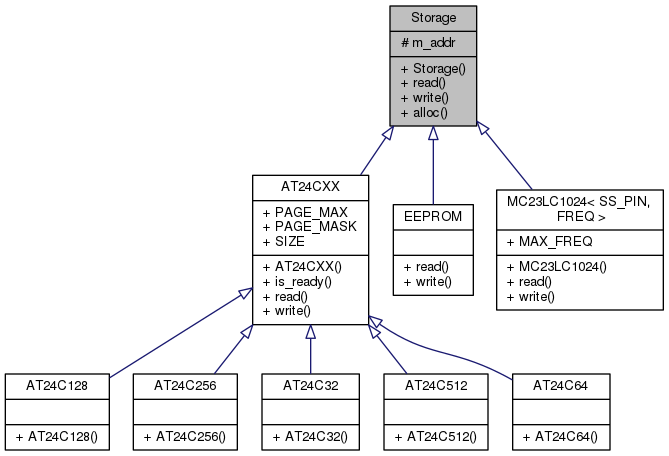 Storage
# m_addr
+ Storage()
+ read()
+ write()
+ alloc()
AT24CXX
+ PAGE_MAX
+ PAGE_MASK
+ SIZE
+ AT24CXX()
+ is_ready()
+ read()
+ write()
EEPROM
+ read()
+ write()
MC23LC1024< SS_PIN,
FREQ >
+ MAX_FREQ
+ MC23LC1024()
+ read()
+ write()
AT24C128
+ AT24C128()
AT24C256
+ AT24C256()
AT24C32
+ AT24C32()
AT24C512
+ AT24C512()
AT24C64
+ AT24C64()